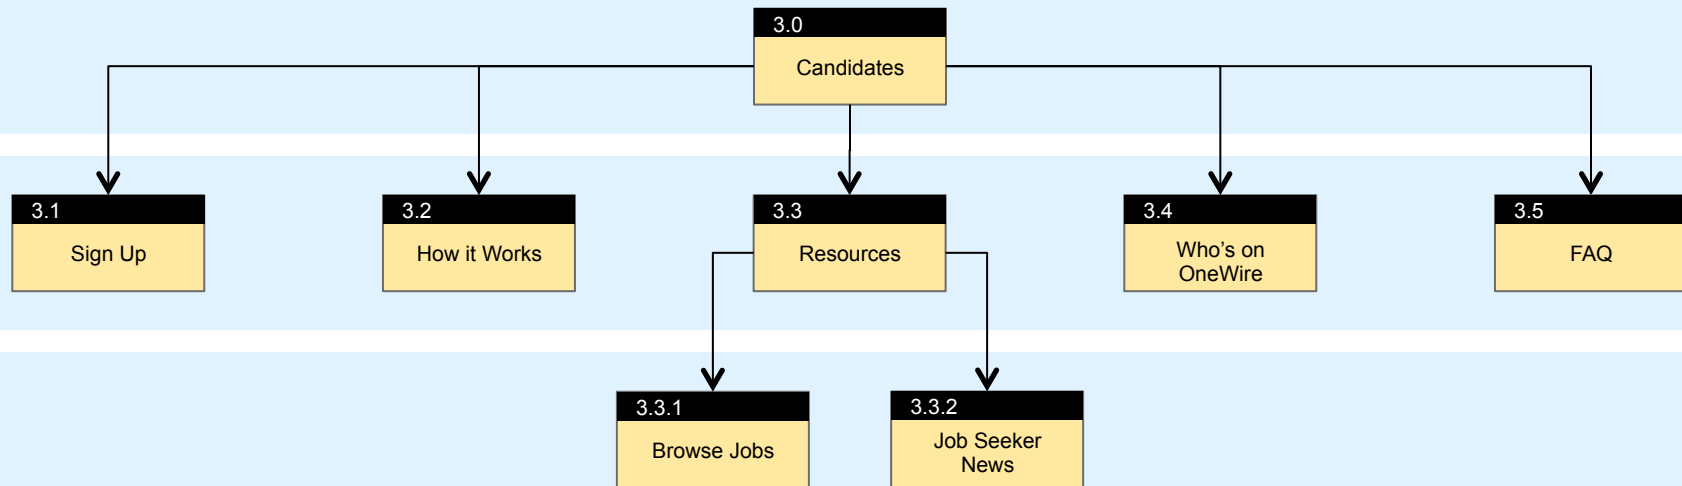 3.0
Candidates
3.1
Sign Up
3.2
How it Works
3.3
Resources
3.4
Who’s on
OneWire
3.5
FAQ
3.3.1
Browse Jobs
3.3.2
Job Seeker
News